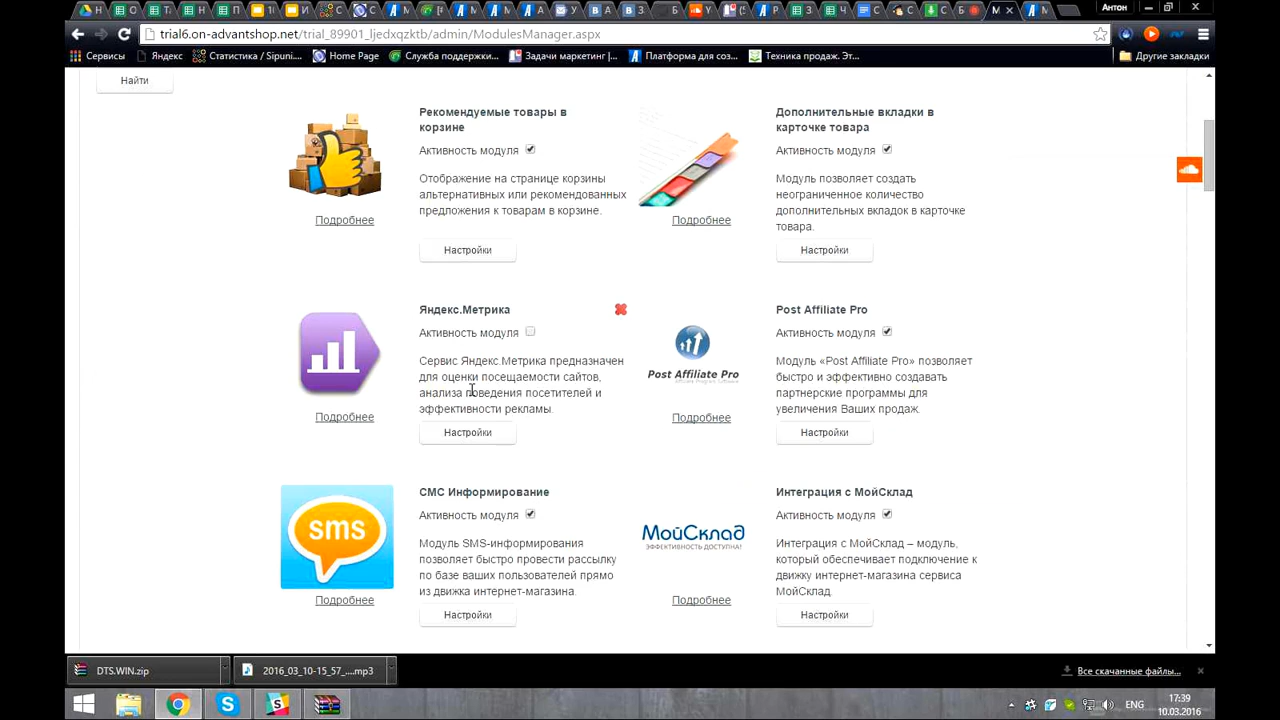 Антон
trial6.on-advantshop.net/trial_89901_ljedxqzktb/admin/ModulesManager.aspx
Сервисы Яндекс Статистика / Sipuni... Home Page Служба поддержки... Задачи маркетинг |... Платформа для соз... Техника продаж. Эт... Другие закладки
Найти
Рекомендуемые товары в
корзине
Активность модуля
Отображение на странице корзины
альтернативных или рекомендованных
предложения к товарам в корзине.
Подробнее
Настройки
Дополнительные вкладки в
карточке товара
Активность модуля
Модуль позволяет создать
неограниченное количество
дополнительных вкладок в карточке
товара.
Подробнее
Настройки
Яндекс.Метрика
Активность модуля
Сервис Яндекс.Метрика предназначен
для оценки посещаемости сайтов,
анализа поведения посетителей и
эффективности рекламы.
Подробнее
Настройки
Post Affiliate Pro
Post Affiliate Pro
Активность модуля
Модуль «Post Affiliate Pro» позволяет
быстро и эффективно создавать
партнерские программы для
увеличения Ваших продаж.
Подробнее
Настройки
sms
СМС Информирование
Активность модуля
Модуль SMS-информирования
позволяет быстро провести рассылку
по базе ваших пользователей прямо
из движка интернет-магазина.
Подробнее
Настройки
МойСклад
ЭФФЕКТИВНОСТЬ ДОСТУПНА!
Интеграция с МойСклад
Активность модуля
Интеграция с МойСклад – модуль,
который обеспечивает подключение к
движку интернет-магазина сервиса
МойСклад
Подробнее
Настройки
DTS.WIN.zip
2016_03_10-15_57_....mp3
Все скачанные файлы...
ENG
17:39
10.03.2016